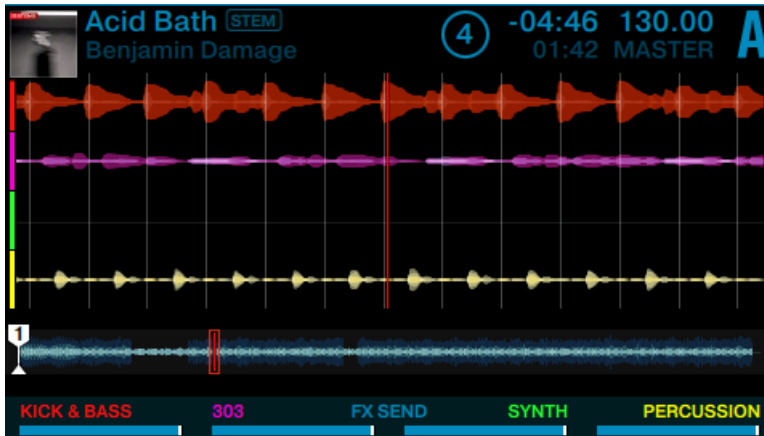 Acid Bath STEM
Benjamin Damage
4
-04:46 130.00
01:42 MASTER
A
1
KICK & BASS 303 FX SEND SYNTH PERCUSSION